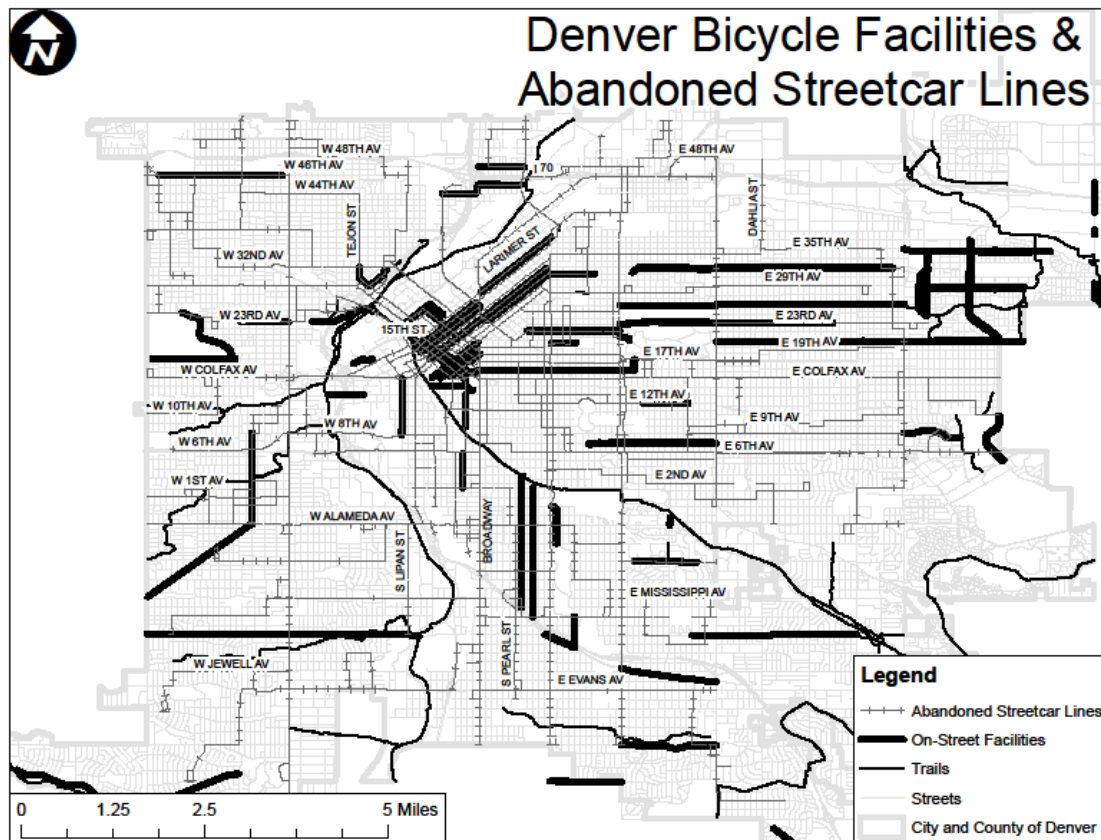 N
Denver Bicycle Facilities &
Abandoned Streetcar Lines
W 48TH AV
E 48TH AV
W 46TH AV
I 70
W 44TH AV
DAHLIA ST
TEJON ST
LARIMER ST
E 35TH AV
W 32ND AV
E 29TH AV
W 23RD AV
E 23RD AV
15TH ST
E 19TH AV
E 17TH AV
W COLFAX AV
E COLFAX AV
E 12TH AV
W 10TH AV
E 9TH AV
W 8TH AV
W 6TH AV
E 6TH AV
E 2ND AV
W 1ST AV
W ALAMEDA AV
BROADWAY
S LIPAN ST
E MISSISSIPPI AV
S PEARL ST
W JEWELL AV
E EVANS AV
Legend
Abandoned Streetcar Lines
On-Street Facilities
Trails
Streets
City and County of Denver
0 1.25 2.5 5 Miles